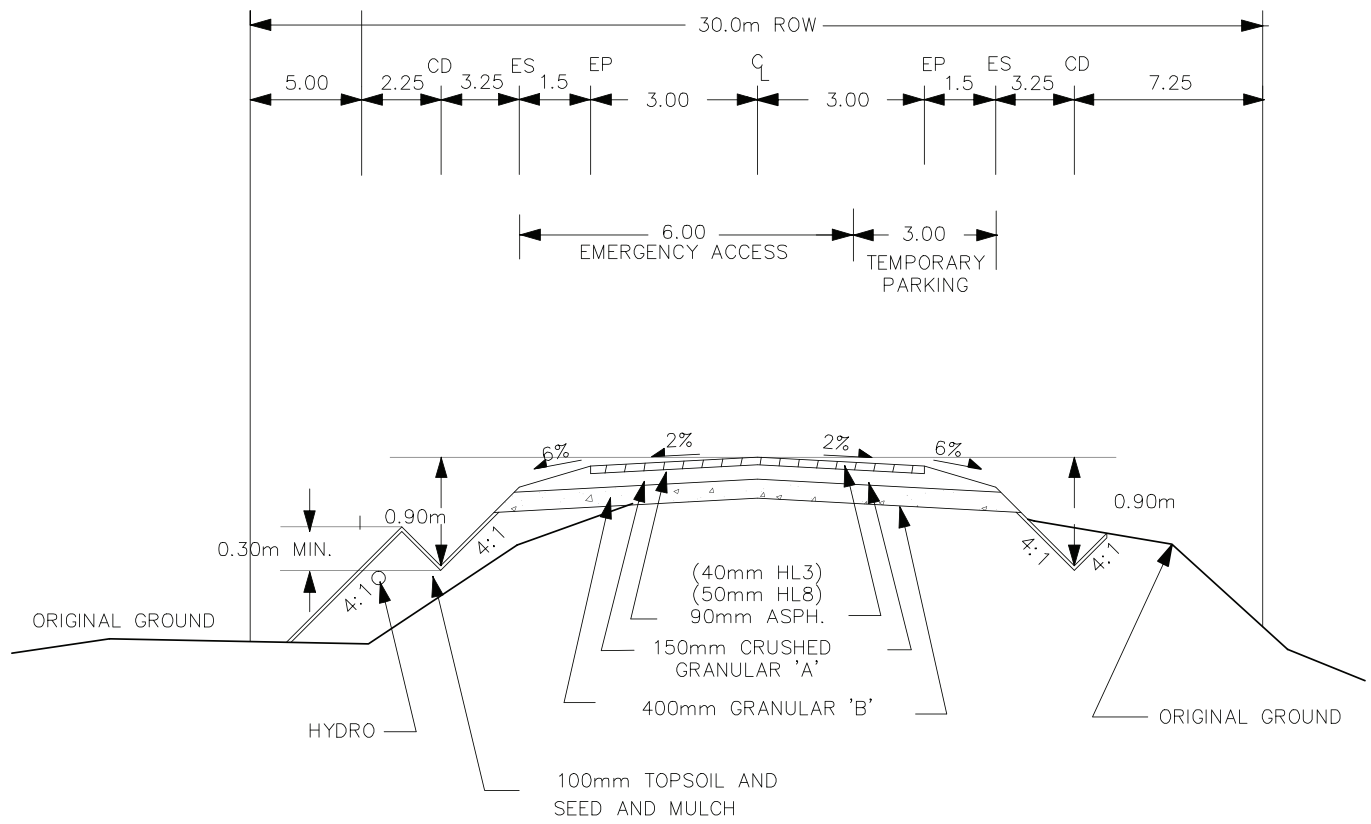 30.0m ROW
CD ES EP ℄ EP ES CD
5.00 2.25 3.25 1.5 3.00 3.00 1.5 3.25 7.25
6.00
EMERGENCY ACCESS
3.00
TEMPORARY
PARKING
6% 2% 2% 6%
0.90m
0.90m
0.30m MIN.
4:1
4:1
4:1
4:1
ORIGINAL GROUND
(40mm HL3)
(50mm HL8)
90mm ASPH.
150mm CRUSHED
GRANULAR 'A'
400mm GRANULAR 'B'
HYDRO
ORIGINAL GROUND
100mm TOPSOIL AND
SEED AND MULCH